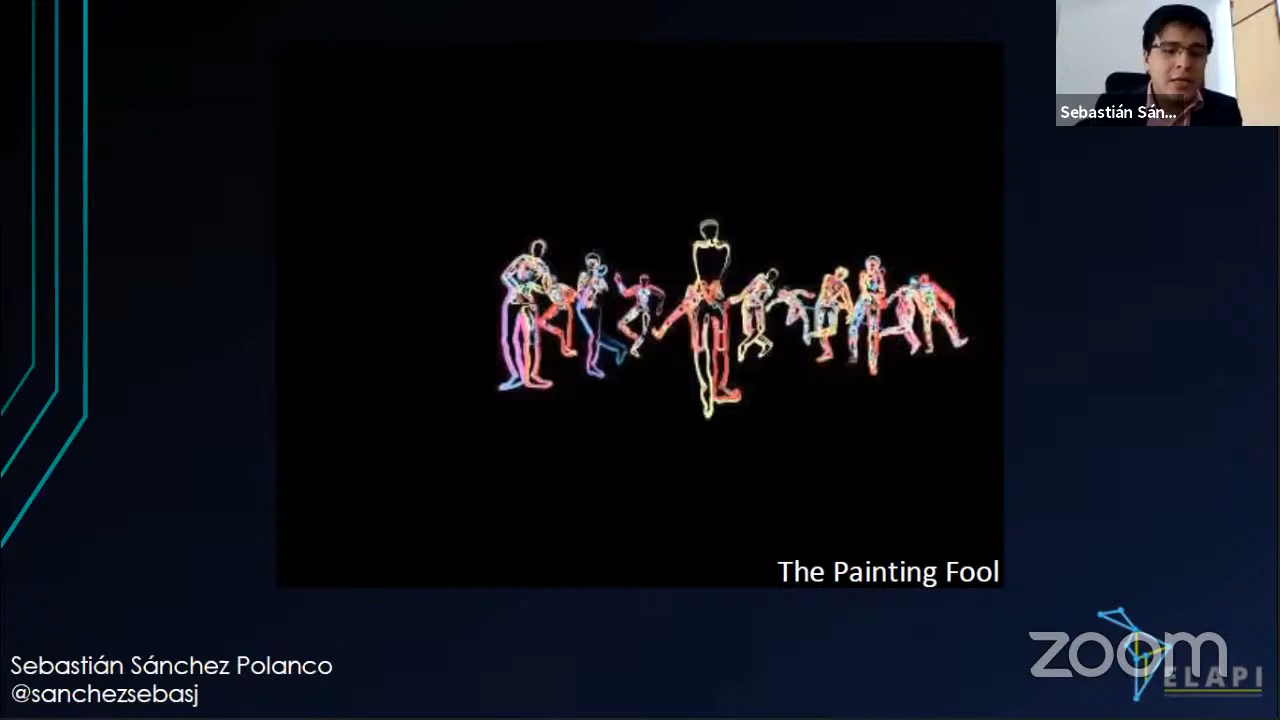 Sebastián Sán...
The Painting Fool
Sebastián Sánchez Polanco
@sanchezsebasj
zoom
ELAPI